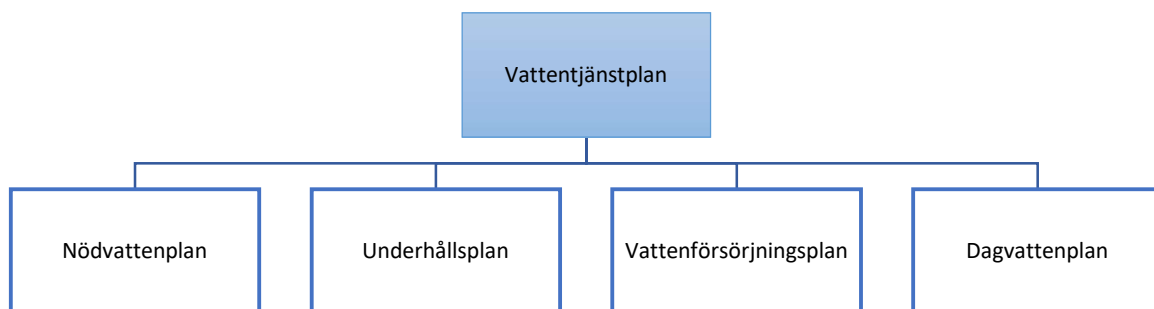 Vattentjänstplan
Nödvattenplan
Underhållsplan
Vattenförsörjningsplan
Dagvattenplan